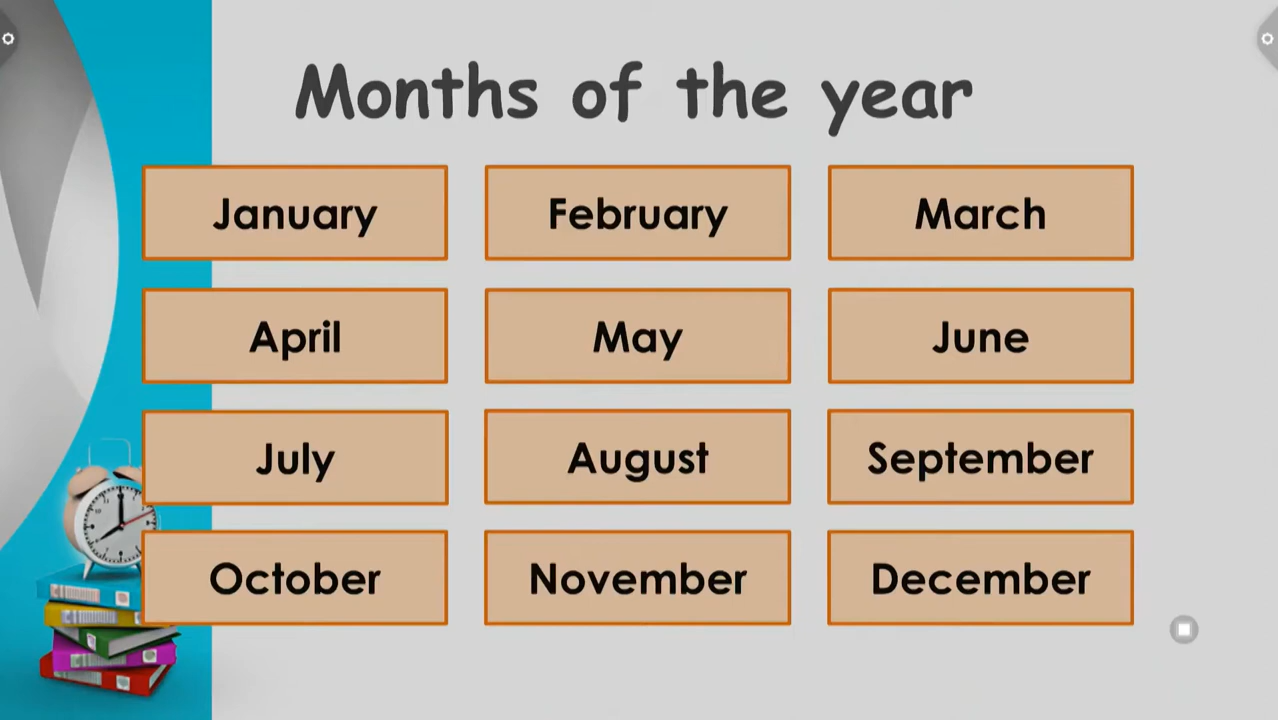 Months of the year
January
February
March
April
May
June
July
August
September
October
November
December